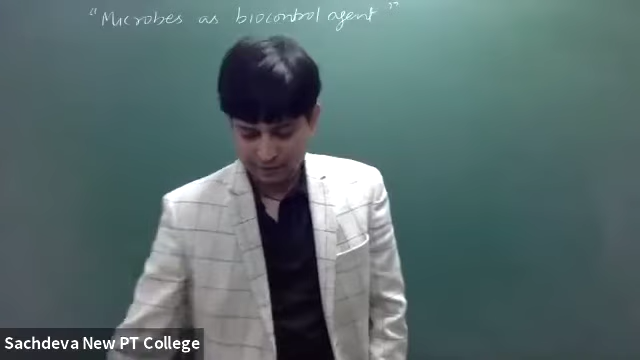 "Microbes as biocontrol agent"
Sachdeva New PT College